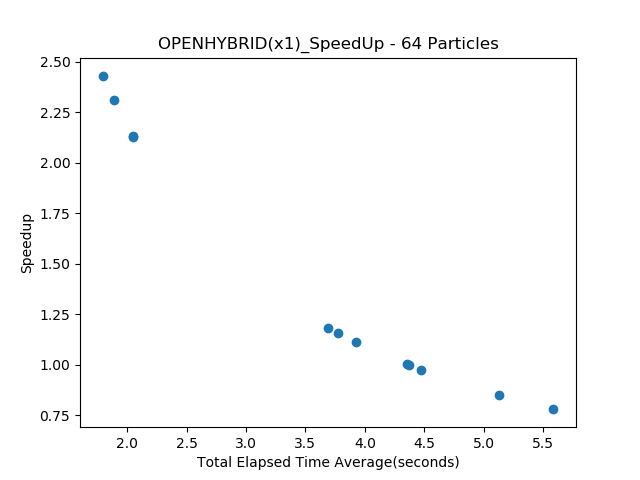 OPENHYBRID(x1)_SpeedUp - 64 Particles
2.50
2.25
2.00
1.75
1.50
1.25
1.00
0.75
Speedup
2.0 2.5 3.0 3.5 4.0 4.5 5.0 5.5
Total Elapsed Time Average(seconds)